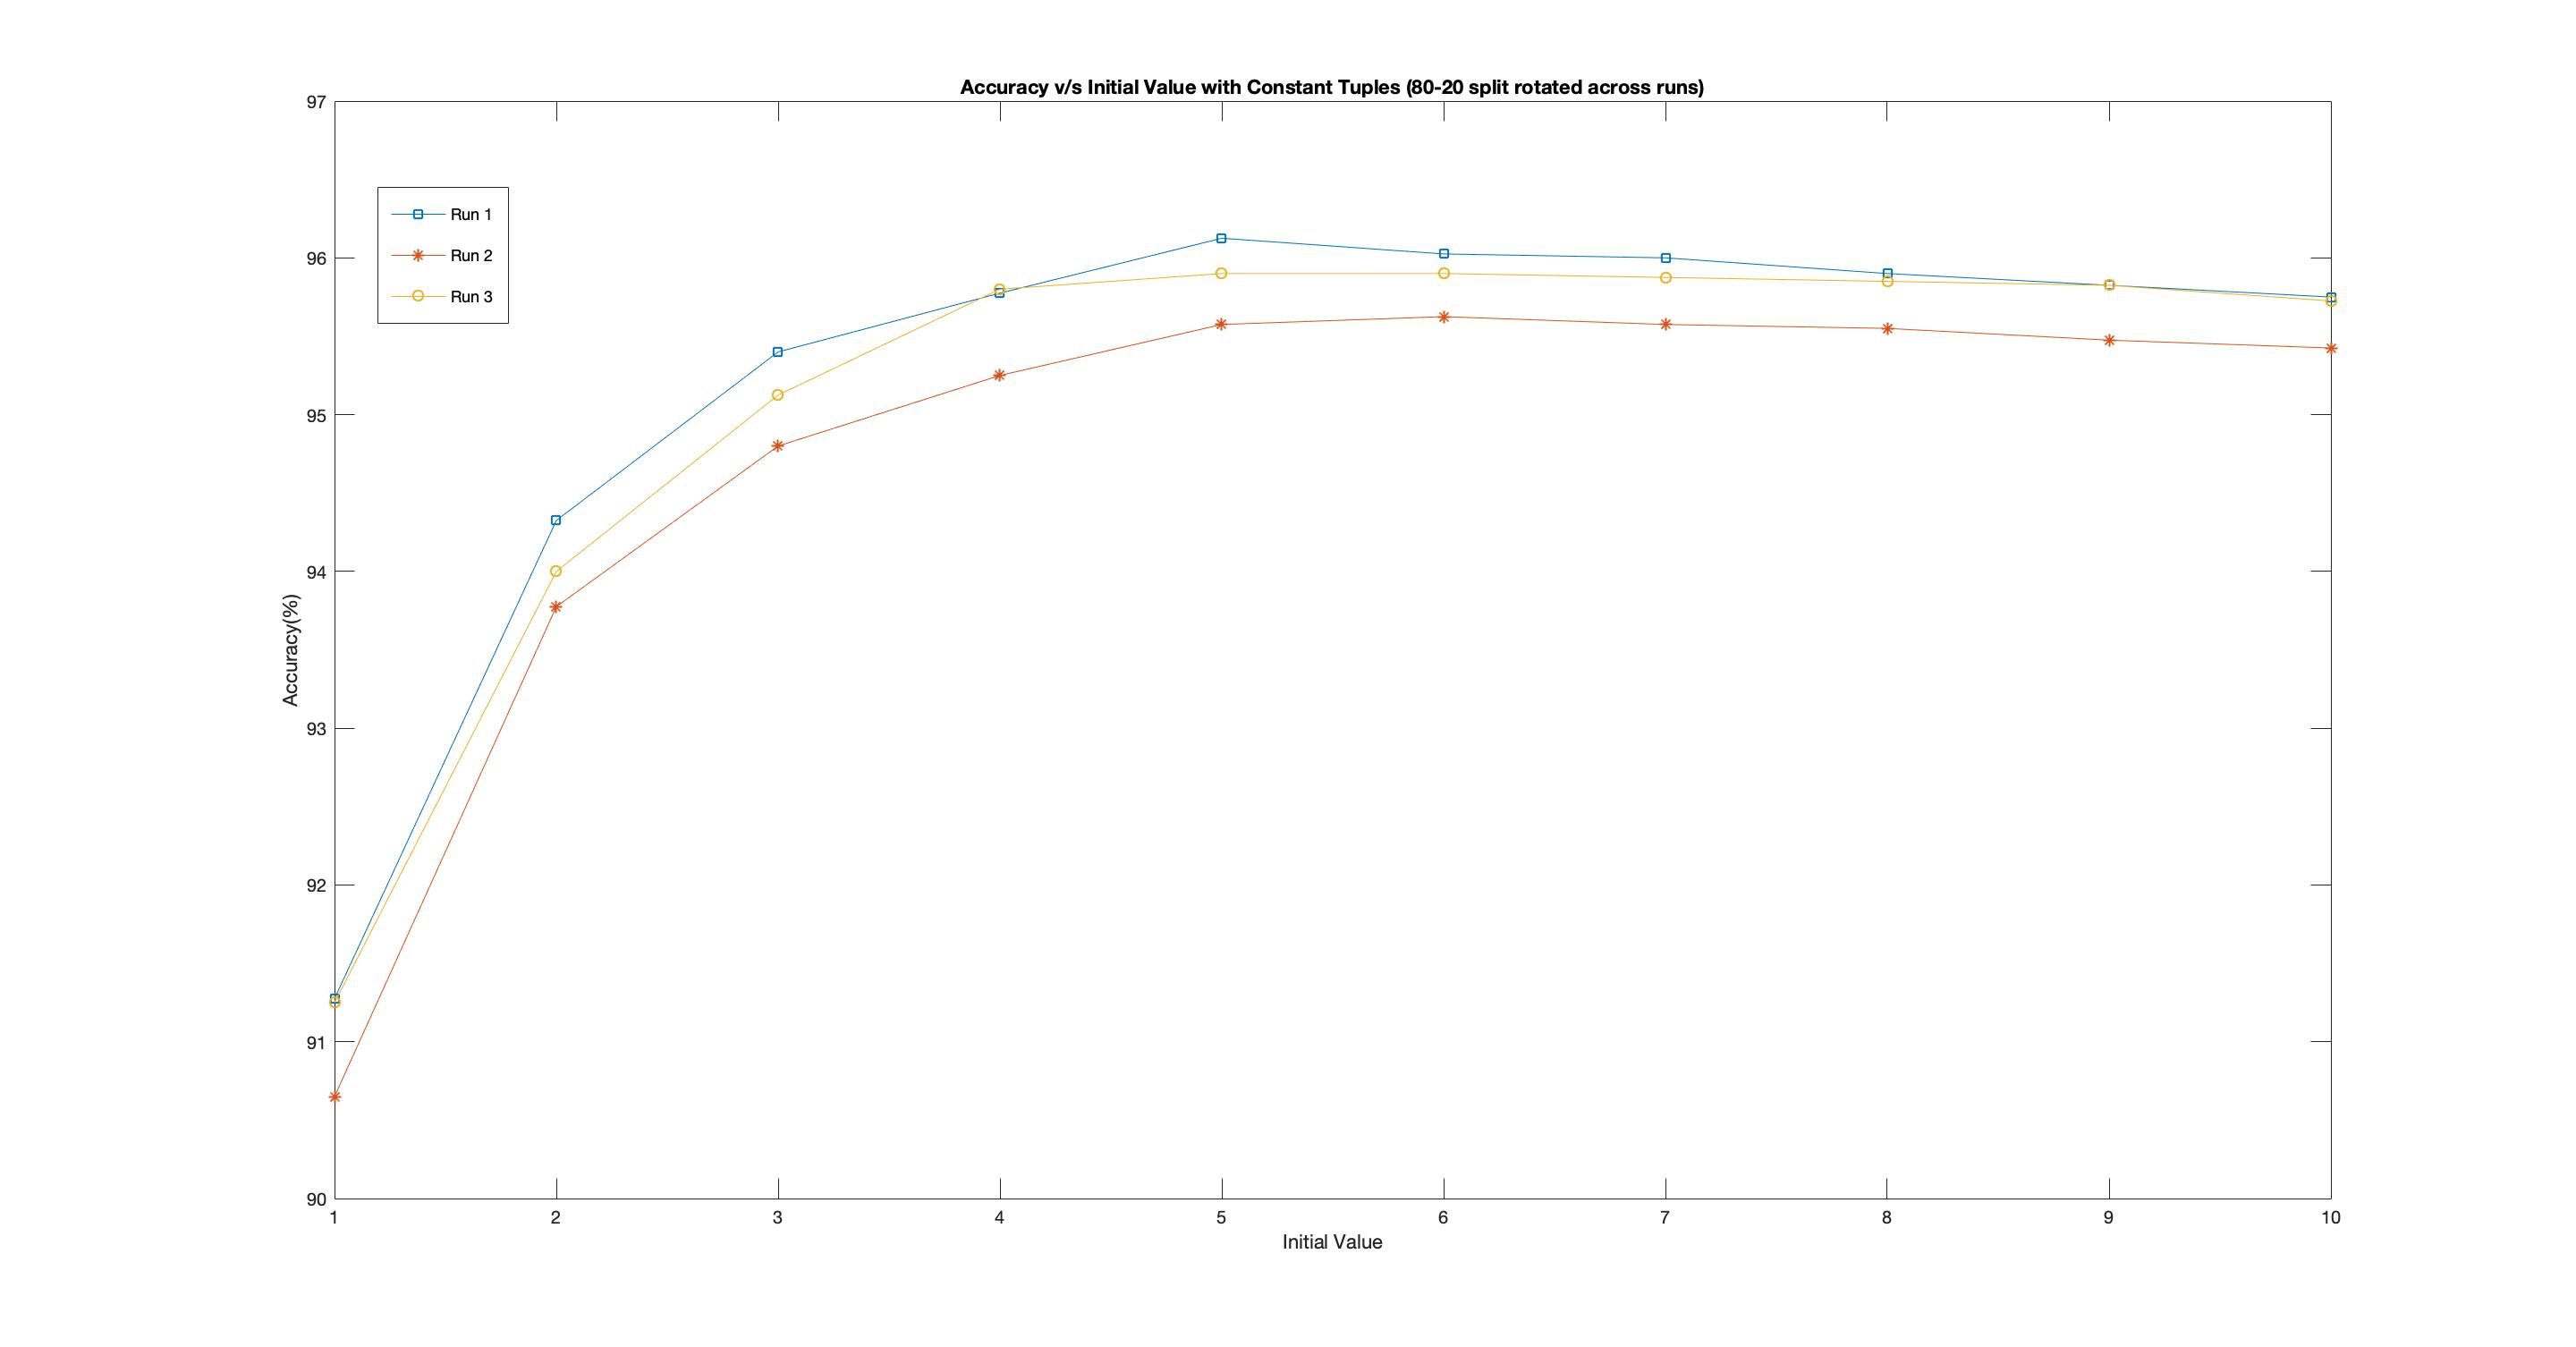 Accuracy v/s Initial Value with Constant Tuples (80-20 split rotated across runs)
97
96
95
94
93
92
91
90
Accuracy(%)
Run 1
Run 2
Run 3
1 2 3 4 5 6 7 8 9 10
Initial Value